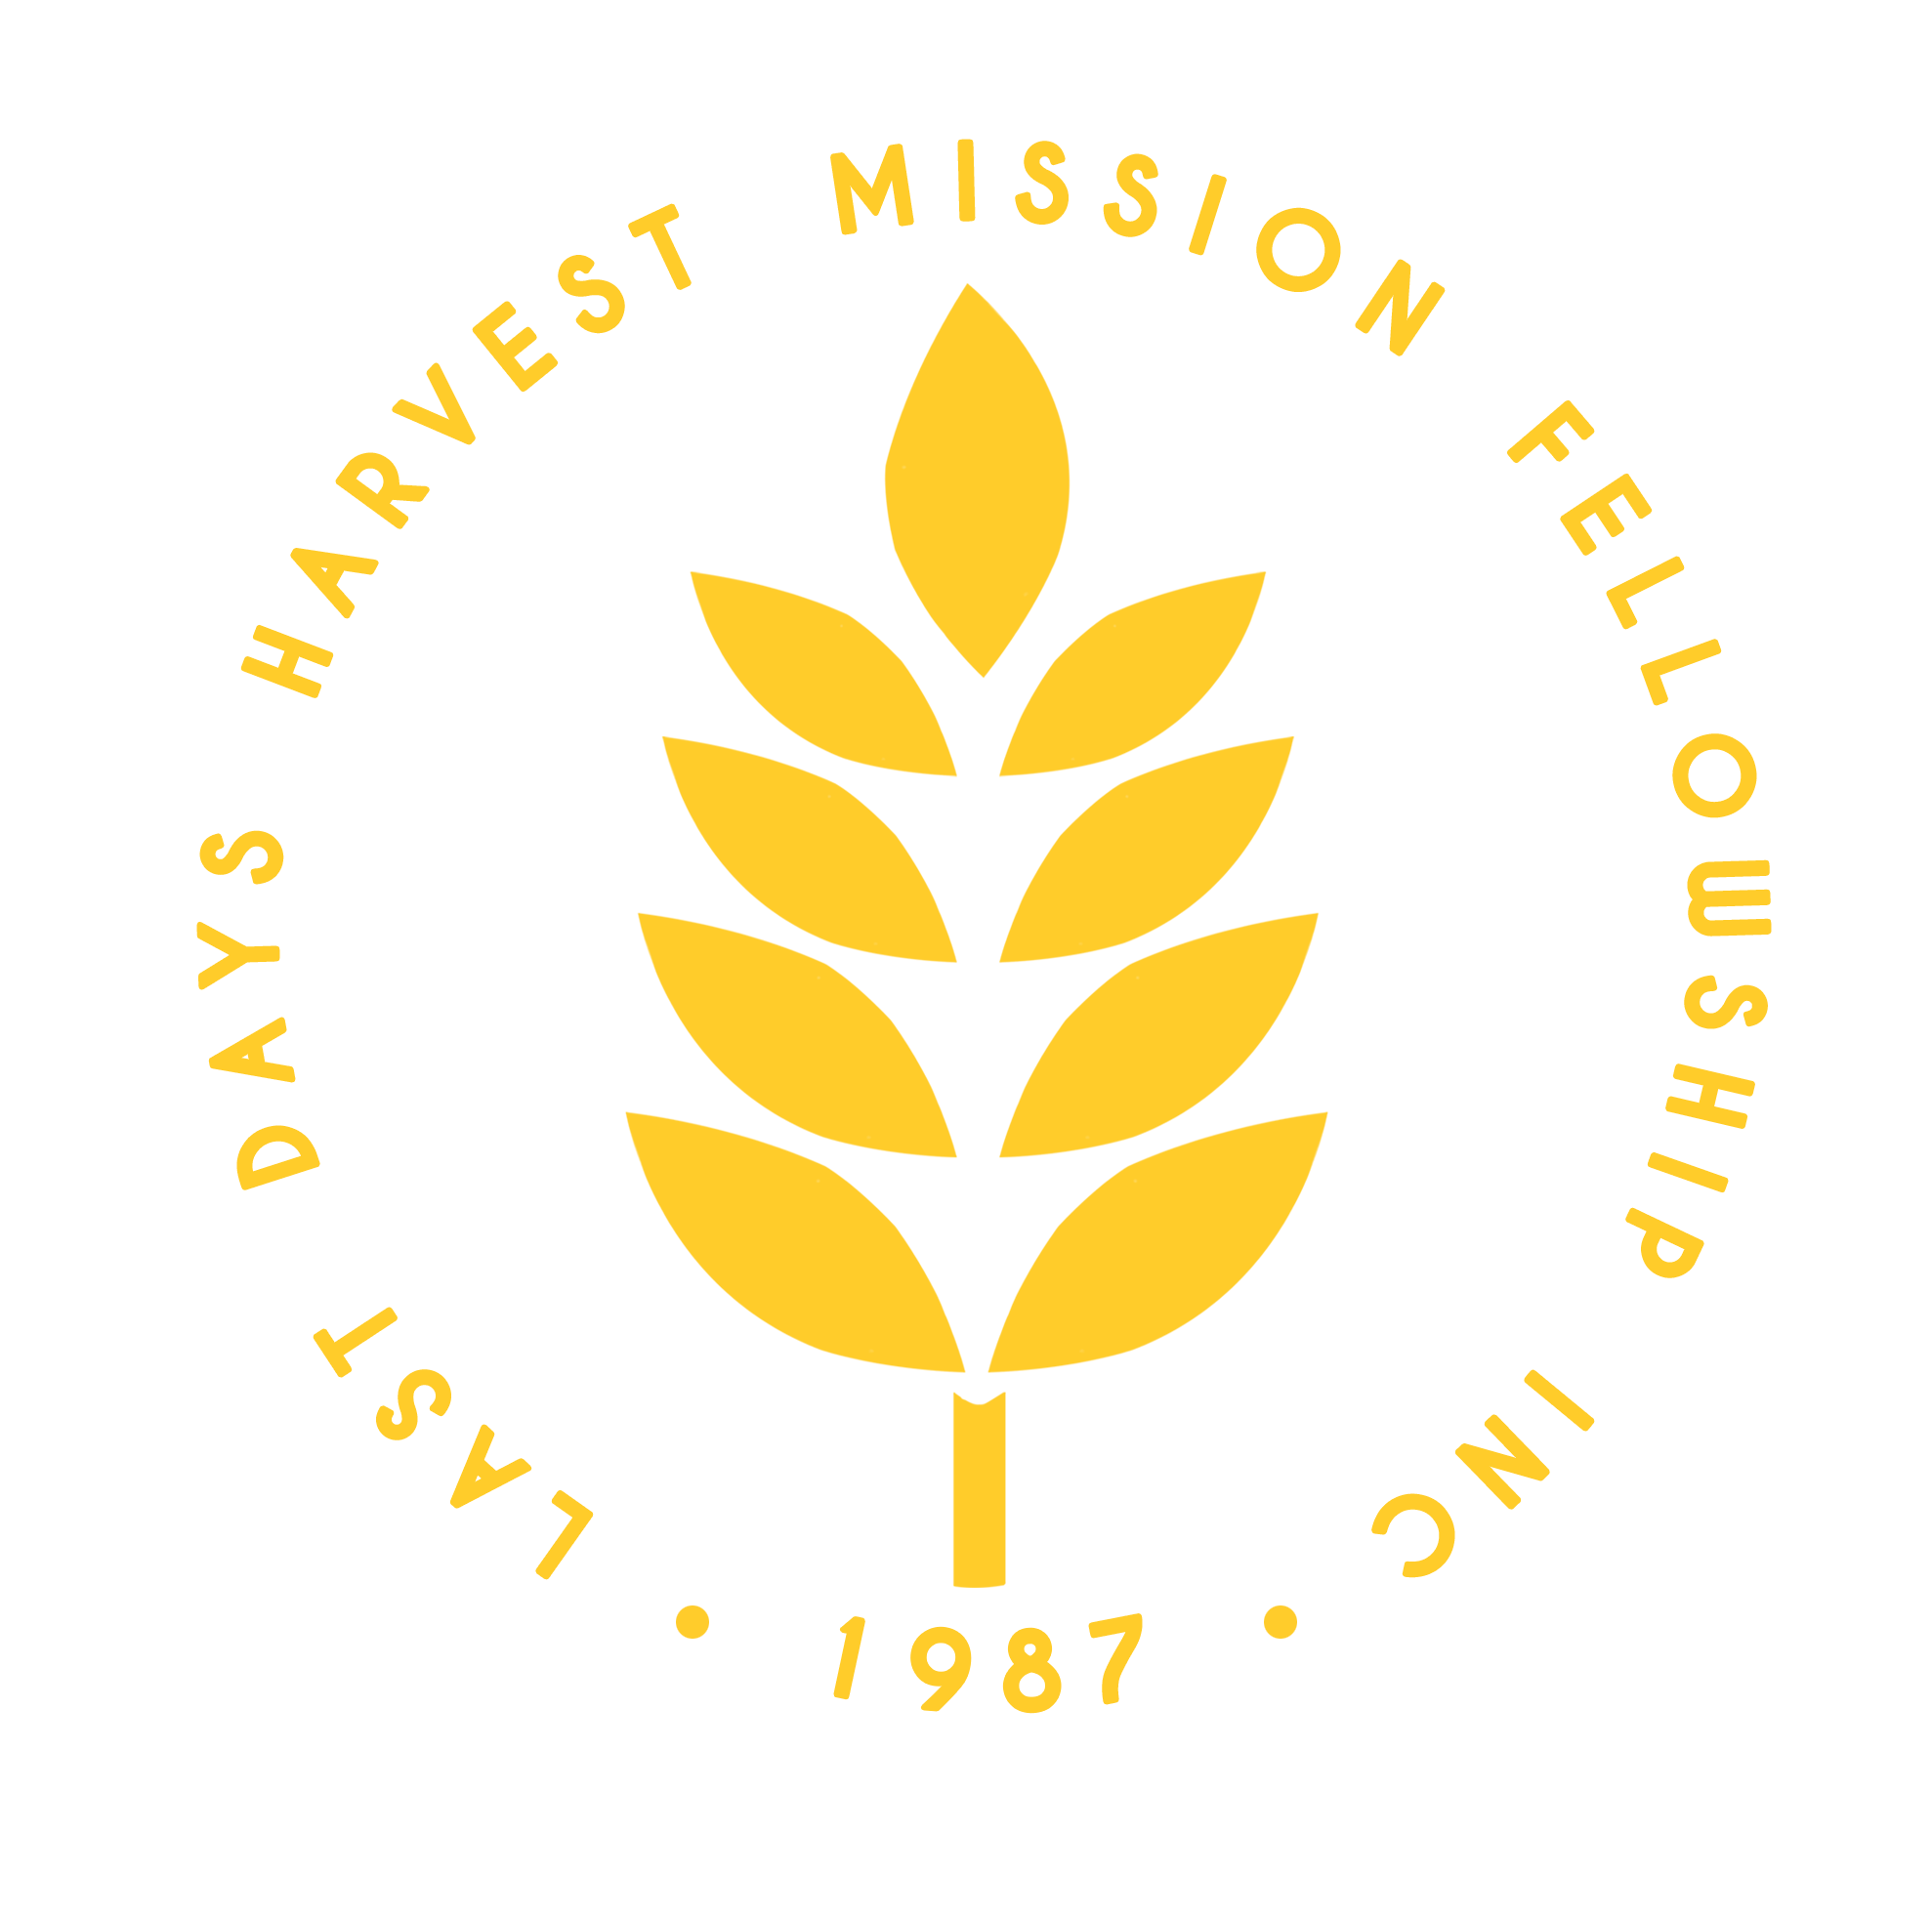 LAST DAYS HARVEST MISSION FELLOWSHIP INC
• 1987 •